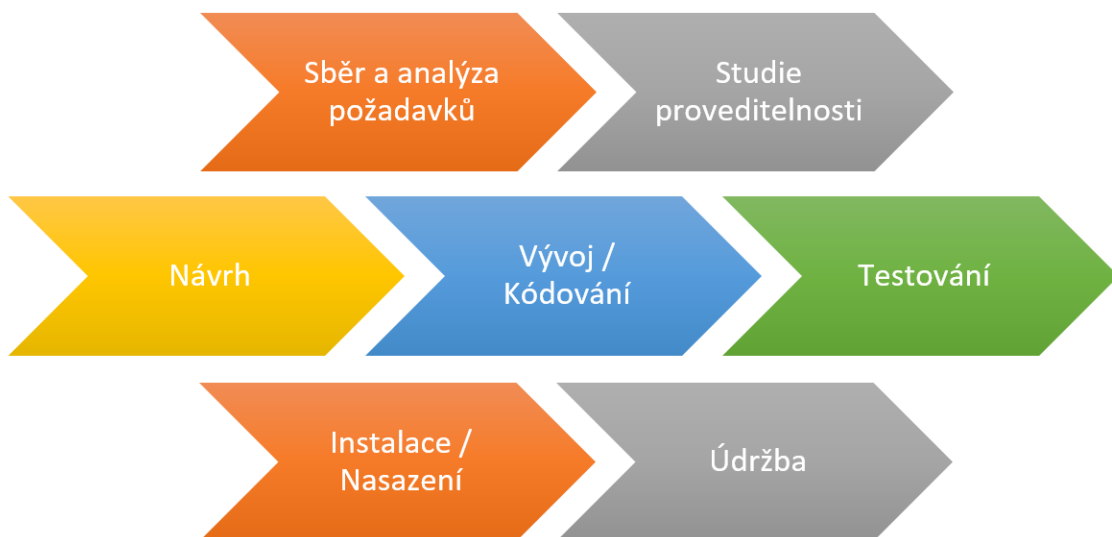 Sběr a analýza
požadavků
Studie
proveditelnosti
Návrh
Vývoj /
Kódování
Testování
Instalace /
Nasazení
Údržba